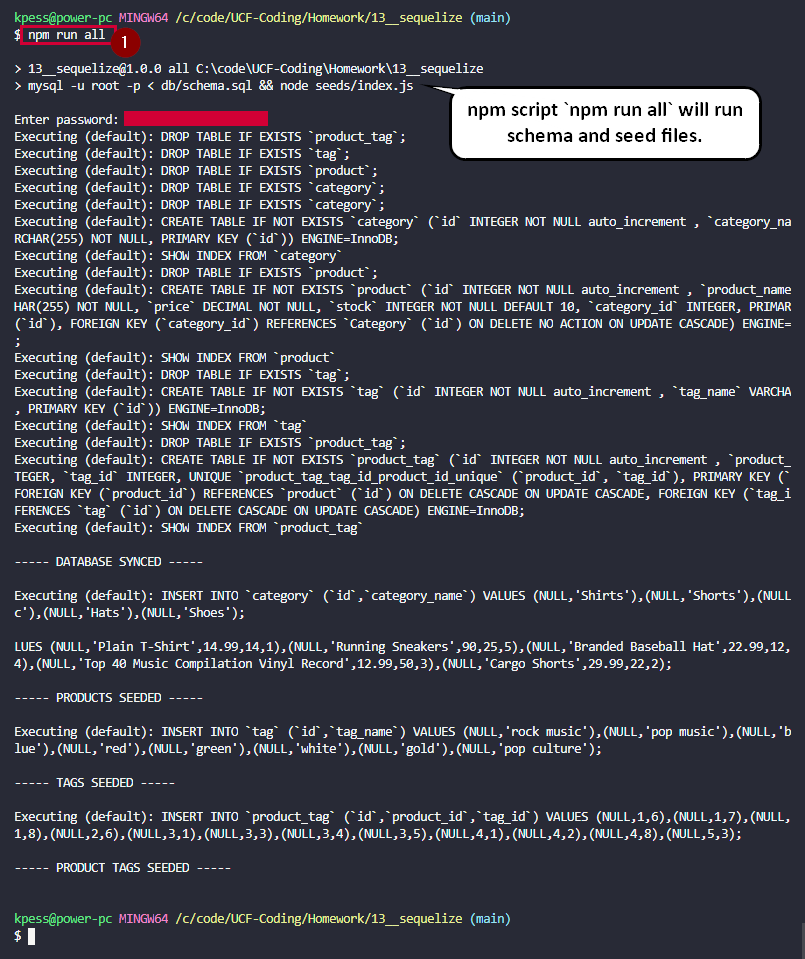 kpess@power-pc MINGW64 /c/code/UCF-Coding/Homework/13__sequelize (main)
$ npm run all
1
> 13__sequelize@1.0.0 all C:\code\UCF-Coding\Homework\13__sequelize
> mysql -u root -p < db/schema.sql && node seeds/index.js
npm script `npm run all` will run
schema and seed files.
Enter password:
Executing (default): DROP TABLE IF EXISTS `product_tag`;
Executing (default): DROP TABLE IF EXISTS `tag`;
Executing (default): DROP TABLE IF EXISTS `product`;
Executing (default): DROP TABLE IF EXISTS `category`;
Executing (default): DROP TABLE IF EXISTS `category`;
Executing (default): CREATE TABLE IF NOT EXISTS `category` (`id` INTEGER NOT NULL auto_increment , `category_na
RCHAR(255) NOT NULL, PRIMARY KEY (`id`)) ENGINE=InnoDB;
Executing (default): SHOW INDEX FROM `category`
Executing (default): DROP TABLE IF EXISTS `product`;
Executing (default): CREATE TABLE IF NOT EXISTS `product` (`id` INTEGER NOT NULL auto_increment , `product_name
HAR(255) NOT NULL, `price` DECIMAL NOT NULL, `stock` INTEGER NOT NULL DEFAULT 10, `category_id` INTEGER, PRIMAR
(`id`), FOREIGN KEY (`category_id`) REFERENCES `Category` (`id`) ON DELETE NO ACTION ON UPDATE CASCADE) ENGINE=
;
Executing (default): SHOW INDEX FROM `product`
Executing (default): DROP TABLE IF EXISTS `tag`;
Executing (default): CREATE TABLE IF NOT EXISTS `tag` (`id` INTEGER NOT NULL auto_increment , `tag_name` VARCHA
, PRIMARY KEY (`id`)) ENGINE=InnoDB;
Executing (default): SHOW INDEX FROM `tag`
Executing (default): DROP TABLE IF EXISTS `product_tag`;
Executing (default): CREATE TABLE IF NOT EXISTS `product_tag` (`id` INTEGER NOT NULL auto_increment , `product_
TEGER, `tag_id` INTEGER, UNIQUE `product_tag_tag_id_product_id_unique` (`product_id`, `tag_id`), PRIMARY KEY (`
FOREIGN KEY (`product_id`) REFERENCES `product` (`id`) ON DELETE CASCADE ON UPDATE CASCADE, FOREIGN KEY (`tag_i
FERENCES `tag` (`id`) ON DELETE CASCADE ON UPDATE CASCADE) ENGINE=InnoDB;
Executing (default): SHOW INDEX FROM `product_tag`
----- DATABASE SYNCED -----
Executing (default): INSERT INTO `category` (`id`,`category_name`) VALUES (NULL,'Shirts'),(NULL,'Shorts'),(NULL
c'),(NULL,'Hats'),(NULL,'Shoes');
LUES (NULL,'Plain T-Shirt',14.99,14,1),(NULL,'Running Sneakers',90,25,5),(NULL,'Branded Baseball Hat',22.99,12,
4),(NULL,'Top 40 Music Compilation Vinyl Record',12.99,50,3),(NULL,'Cargo Shorts',29.99,22,2);
----- PRODUCTS SEEDED -----
Executing (default): INSERT INTO `tag` (`id`,`tag_name`) VALUES (NULL,'rock music'),(NULL,'pop music'),(NULL,'b
lue'),(NULL,'red'),(NULL,'green'),(NULL,'white'),(NULL,'gold'),(NULL,'pop culture');
----- TAGS SEEDED -----
Executing (default): INSERT INTO `product_tag` (`id`,`product_id`,`tag_id`) VALUES (NULL,1,6),(NULL,1,7),(NULL,
1,8),(NULL,2,6),(NULL,3,1),(NULL,3,3),(NULL,3,4),(NULL,3,5),(NULL,4,1),(NULL,4,2),(NULL,4,8),(NULL,5,3);
----- PRODUCT TAGS SEEDED -----
kpess@power-pc MINGW64 /c/code/UCF-Coding/Homework/13__sequelize (main)
$